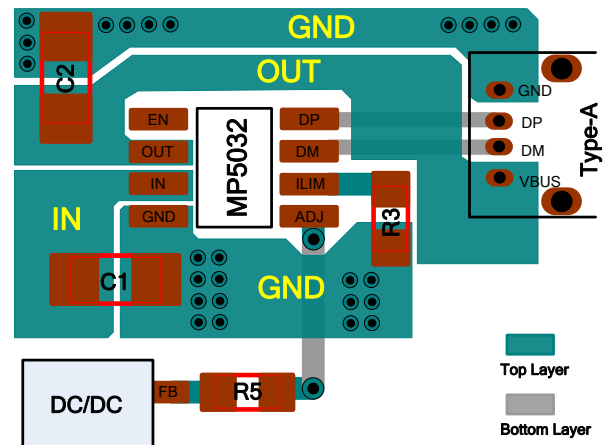 GND
C2
OUT
GND
EN
DP
DP
OUT
DM
DM
MP5032
Type-A
IN
ILIM
VBUS
GND
ADJ
R3
IN
C1
GND
Top Layer
FB
R5
DC/DC
Bottom Layer